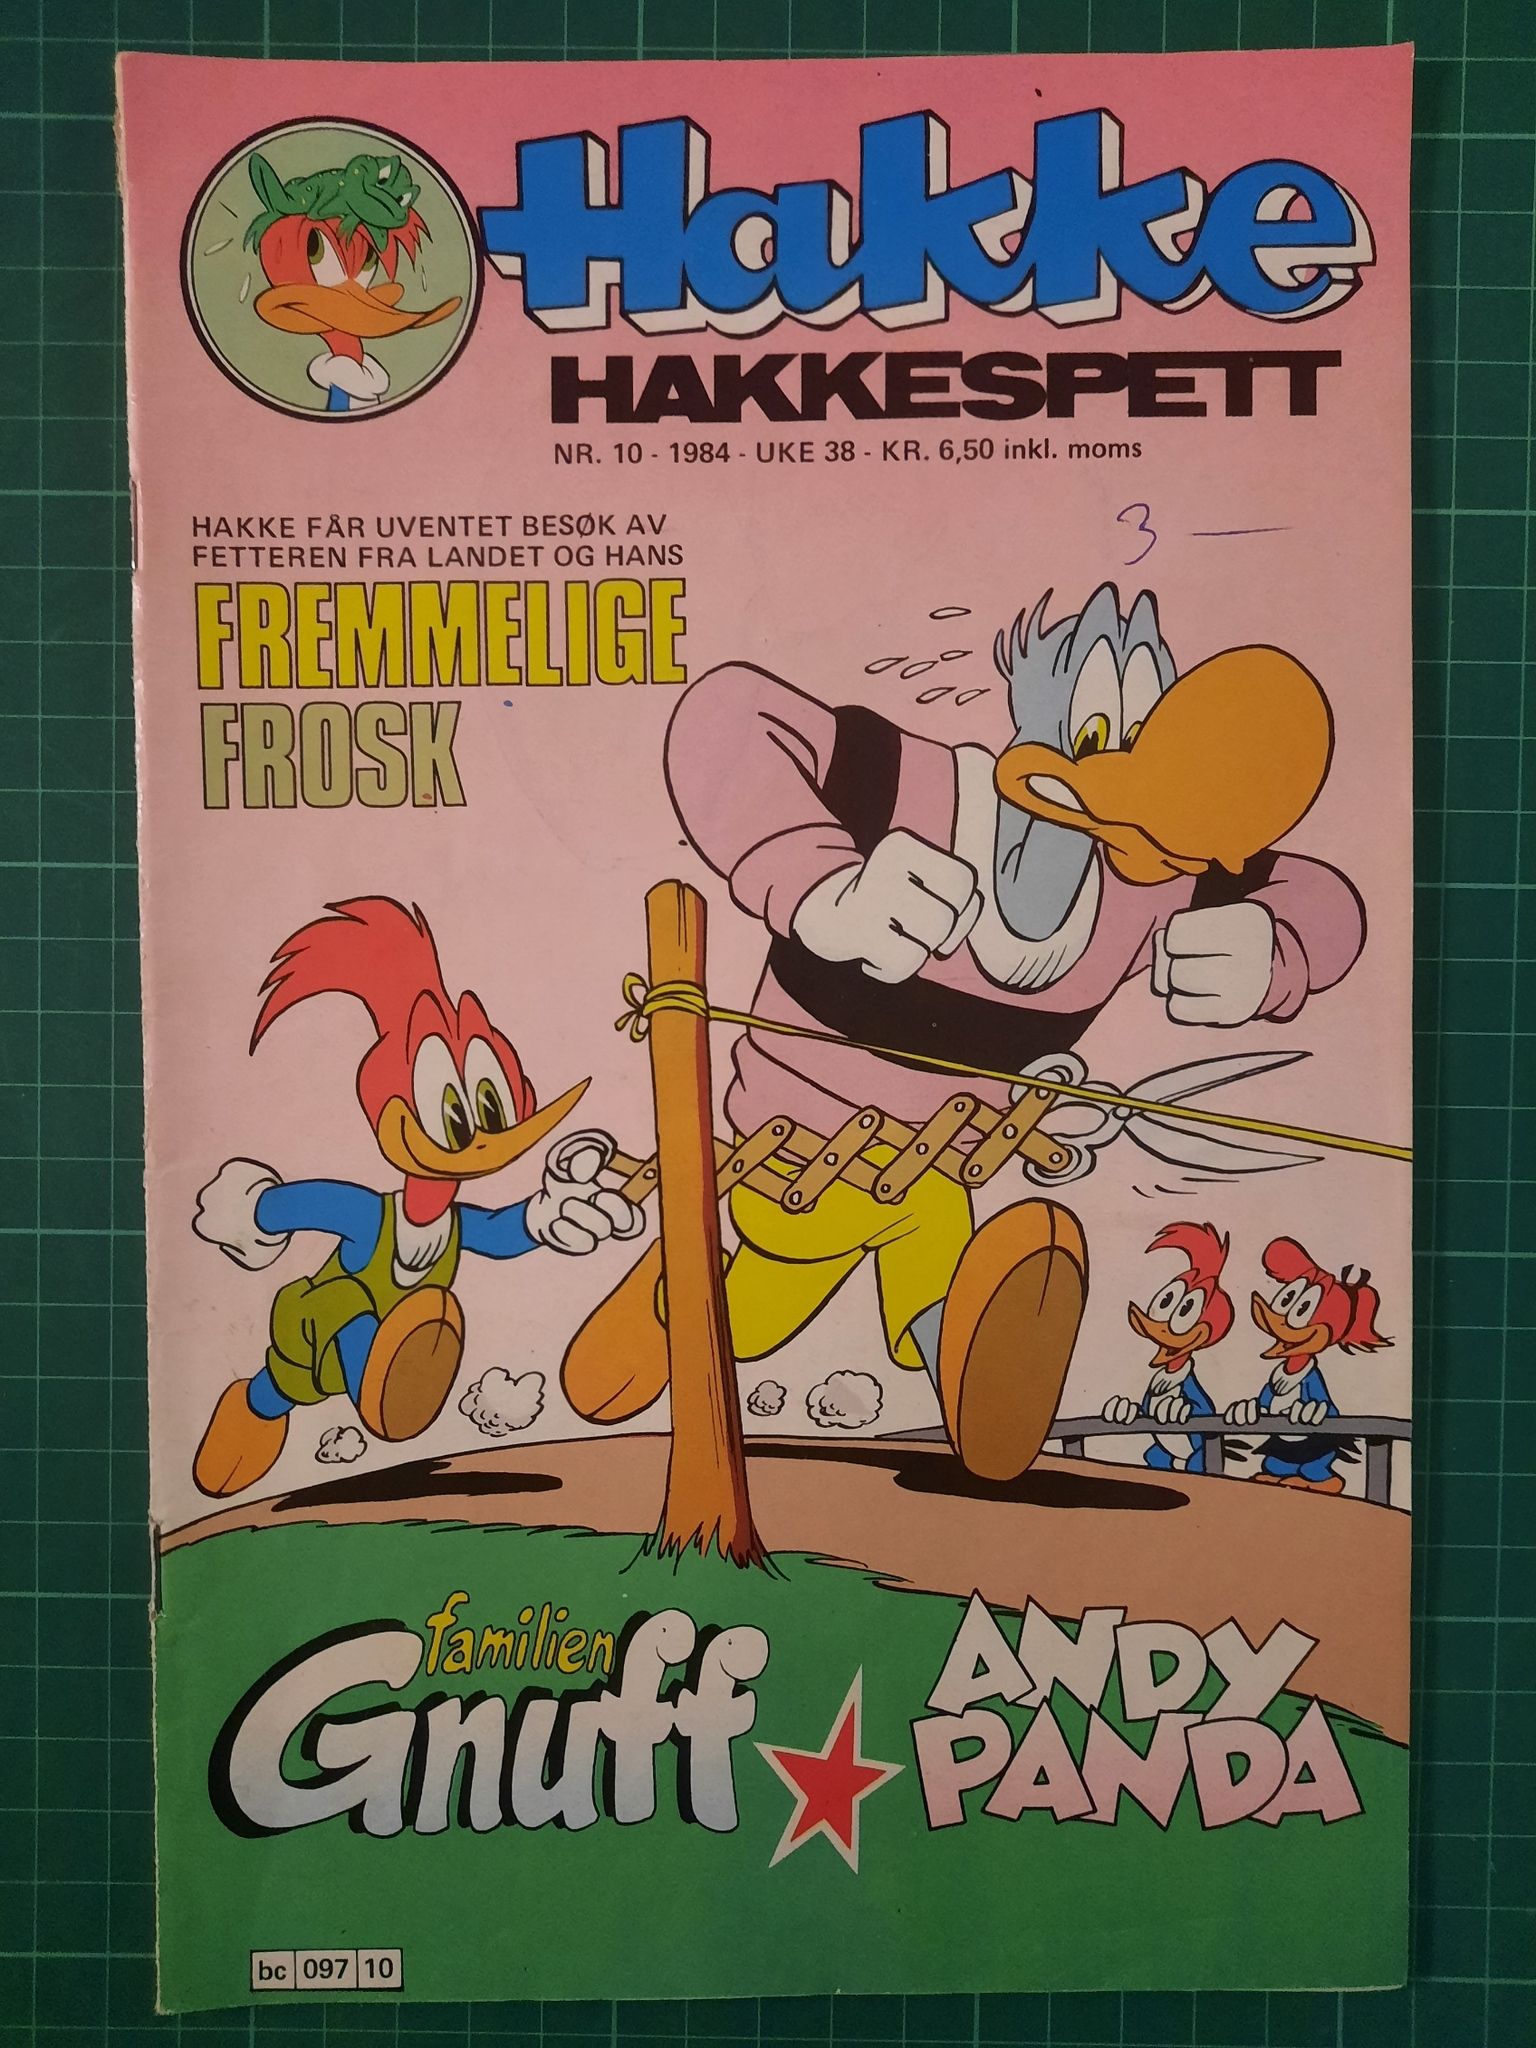 Hakke
HAKKESPETT
NR. 10 - 1984 - UKE 38 - KR. 6,50 inkl. moms
3 —
HAKKE FÅR UVENTET BESØK AV
FETTEREN FRA LANDET OG HANS
FREMMELIGE
FROSK
familien
Gnuff
ANDY
PANDA
bc 097 10